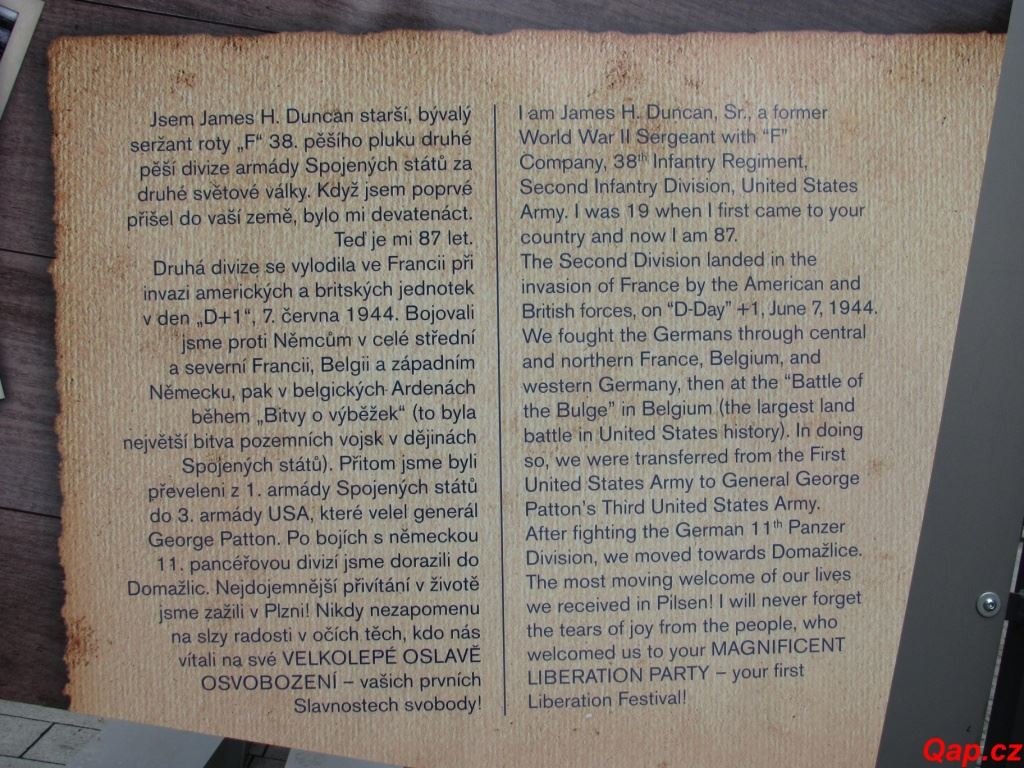 Jsem James H. Duncan starší, bývalý
seržant roty „F“ 38. pěšího pluku druhé
pěší divize armády Spojených států za
druhé světové války. Když jsem poprvé
přišel do vaší země, bylo mi devatenáct.
Teď je mi 87 let.
Druhá divize se vylodila ve Francii při
invazi amerických a britských jednotek
v den „D+1“, 7. června 1944. Bojovali
jsme proti Němcům v celé střední
a severní Francii, Belgii a západním
Německu, pak v belgických Ardenách
během „Bitvy o výběžek“ (to byla
největší bitva pozemních vojsk v dějinách
Spojených států). Přitom jsme byli
převeleni z 1. armády Spojených států
do 3. armády USA, které velel generál
George Patton. Po bojích s německou
11. pancéřovou divizí jsme dorazili do
Domažlic. Nejdojemnější přivítání v životě
jsme zažili v Plzni! Nikdy nezapomenu
na slzy radosti v očích těch, kdo nás
vítali na své VELKOLEPÉ OSLAVĚ
OSVOBOZENÍ – vašich prvních
Slavnostech svobody!
I am James H. Duncan, Sr., a former
World War II Sergeant with “F”
Company, 38th Infantry Regiment,
Second Infantry Division, United States
Army. I was 19 when I first came to your
country and now I am 87.
The Second Division landed in the
invasion of France by the American and
British forces, on “D-Day” +1, June 7, 1944.
We fought the Germans through central
and northern France, Belgium, and
western Germany, then at the “Battle of
the Bulge” in Belgium (the largest land
battle in United States history). In doing
so, we were transferred from the First
United States Army to General George
Patton’s Third United States Army.
After fighting the German 11th Panzer
Division, we moved towards Domažlice.
The most moving welcome of our lives
we received in Pilsen! I will never forget
the tears of joy from the people, who
welcomed us to your MAGNIFICENT
LIBERATION PARTY – your first
Liberation Festival!
Qap.cz